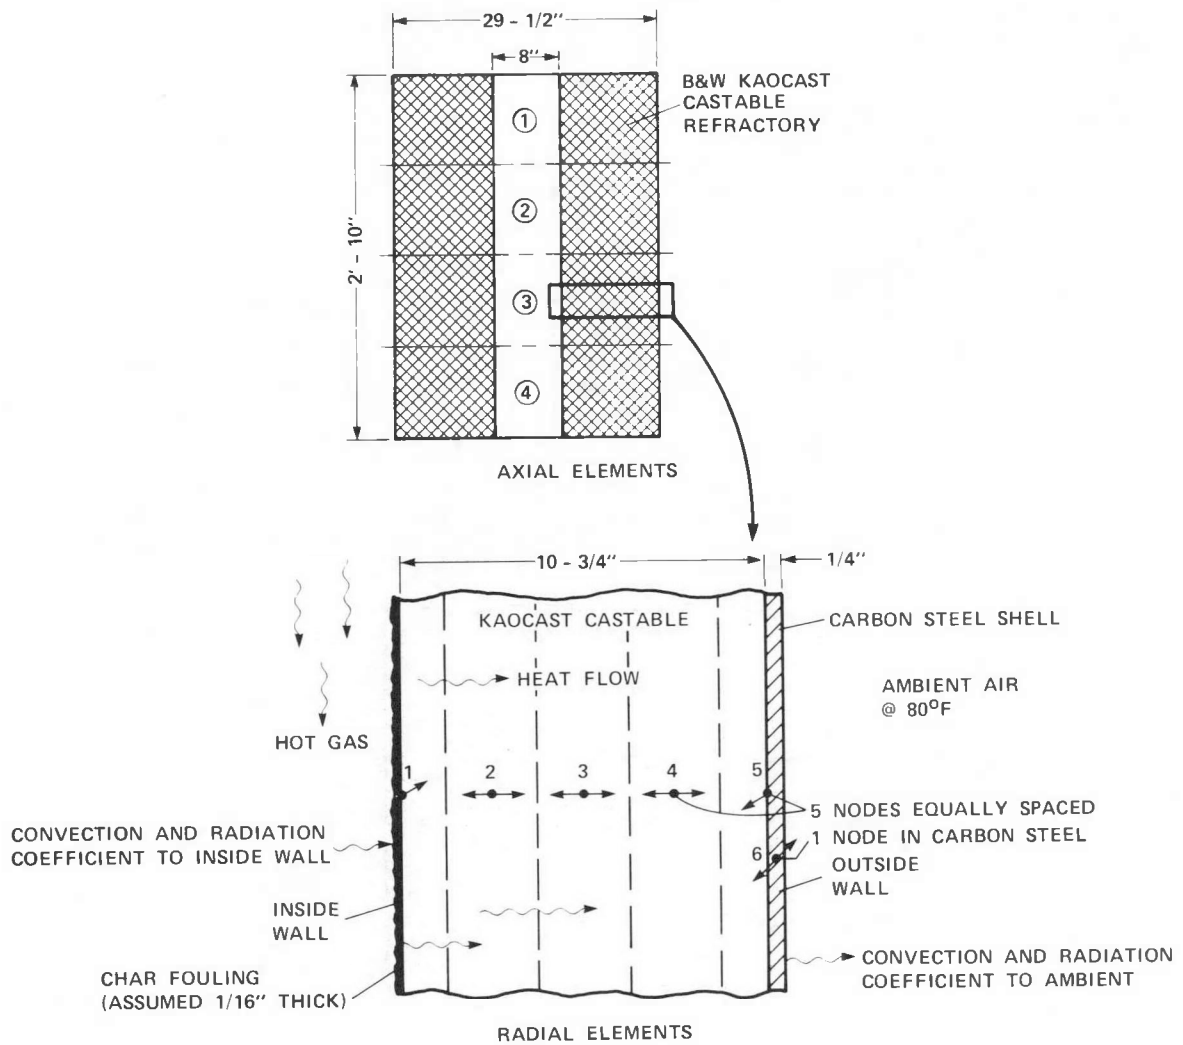 29 - 1/2"
8"
B&W KAOCAST
CASTABLE
REFRACTORY
1
2
2' - 10"
3
4
AXIAL ELEMENTS
10 - 3/4"
1/4"
KAOCAST CASTABLE
CARBON STEEL SHELL
HEAT FLOW
AMBIENT AIR
@ 80°F
HOT GAS
1
2
3
4
5
5 NODES EQUALLY SPACED
1 NODE IN CARBON STEEL
6
OUTSIDE
WALL
CONVECTION AND RADIATION
COEFFICIENT TO INSIDE WALL
INSIDE
WALL
CONVECTION AND RADIATION
COEFFICIENT TO AMBIENT
CHAR FOULING
(ASSUMED 1/16" THICK)
RADIAL ELEMENTS